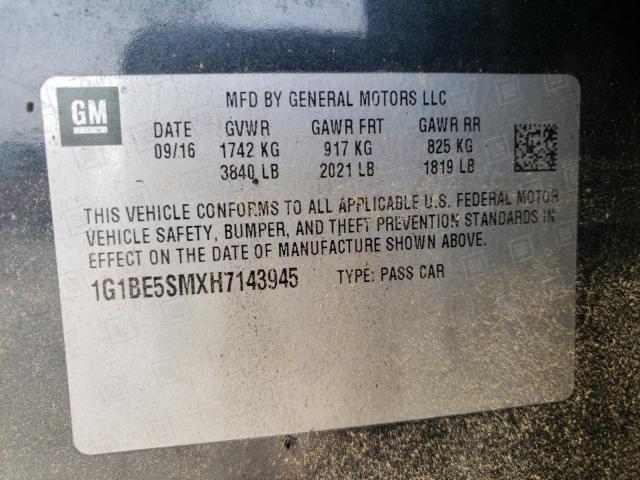 GM
MFD BY GENERAL MOTORS LLC
DATE GVWR GAWR FRT GAWR RR
09/16 1742 KG 917 KG 825 KG
3840 LB 2021 LB 1819 LB
THIS VEHICLE CONFORMS TO ALL APPLICABLE U.S. FEDERAL MOTOR
VEHICLE SAFETY, BUMPER, AND THEFT PREVENTION STANDARDS IN
EFFECT ON THE DATE OF MANUFACTURE SHOWN ABOVE.
1G1BE5SMXH7143945 TYPE: PASS CAR